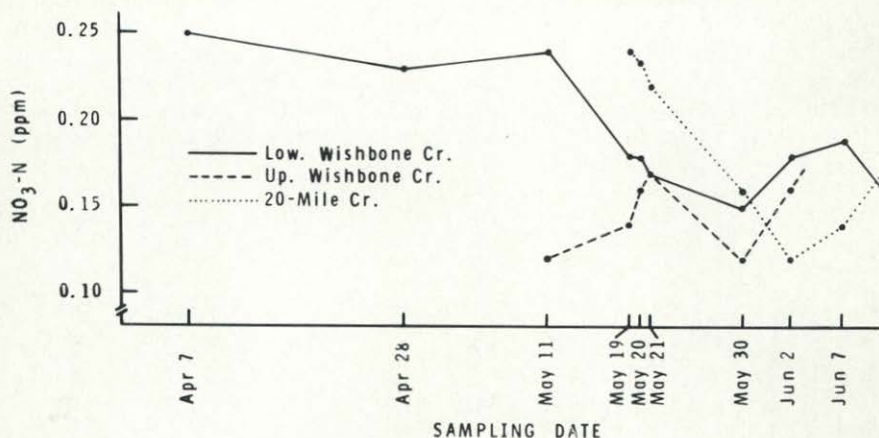 0.25
0.20
0.15
0.10
NO3-N (ppm)
Low. Wishbone Cr.
Up. Wishbone Cr.
20-Mile Cr.
Apr 7
Apr 28
May 11
May 19
May 20
May 21
May 30
Jun 2
Jun 7
SAMPLING DATE